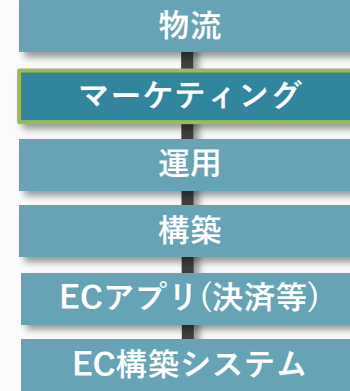 物流
マーケティング
運用
構築
ECアプリ(決済等)
EC構築システム